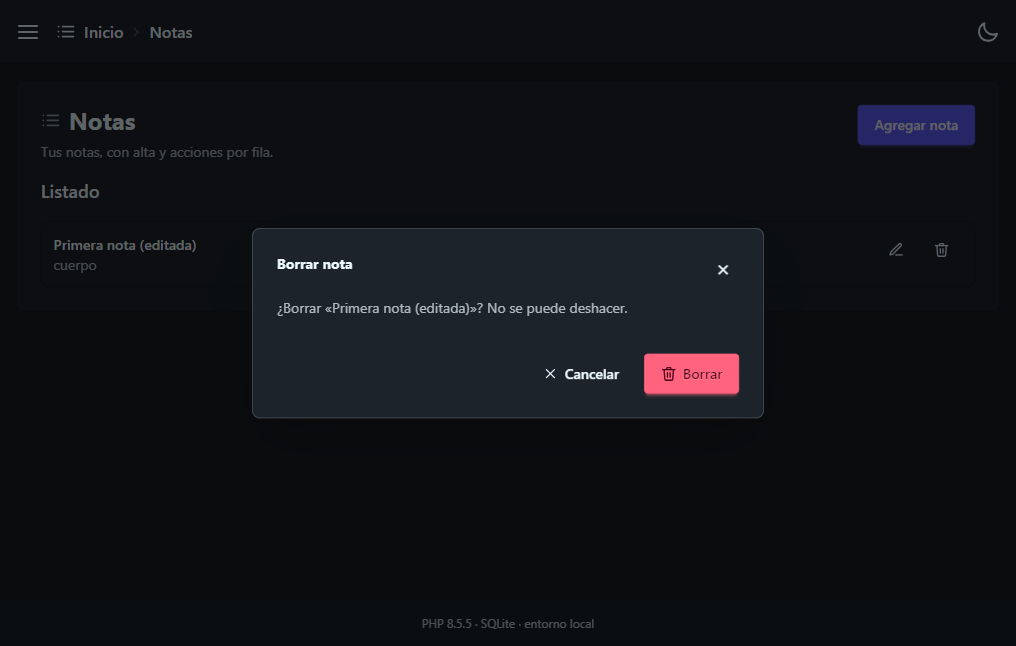 Inicio > Notas
Notas
Agregar nota
Tus notas, con alta y acciones por fila.
Listado
Primera nota (editada)
cuerpo
Borrar nota
¿Borrar «Primera nota (editada)»? No se puede deshacer.
Cancelar
Borrar
PHP 8.5.5 · SQLite · entorno local